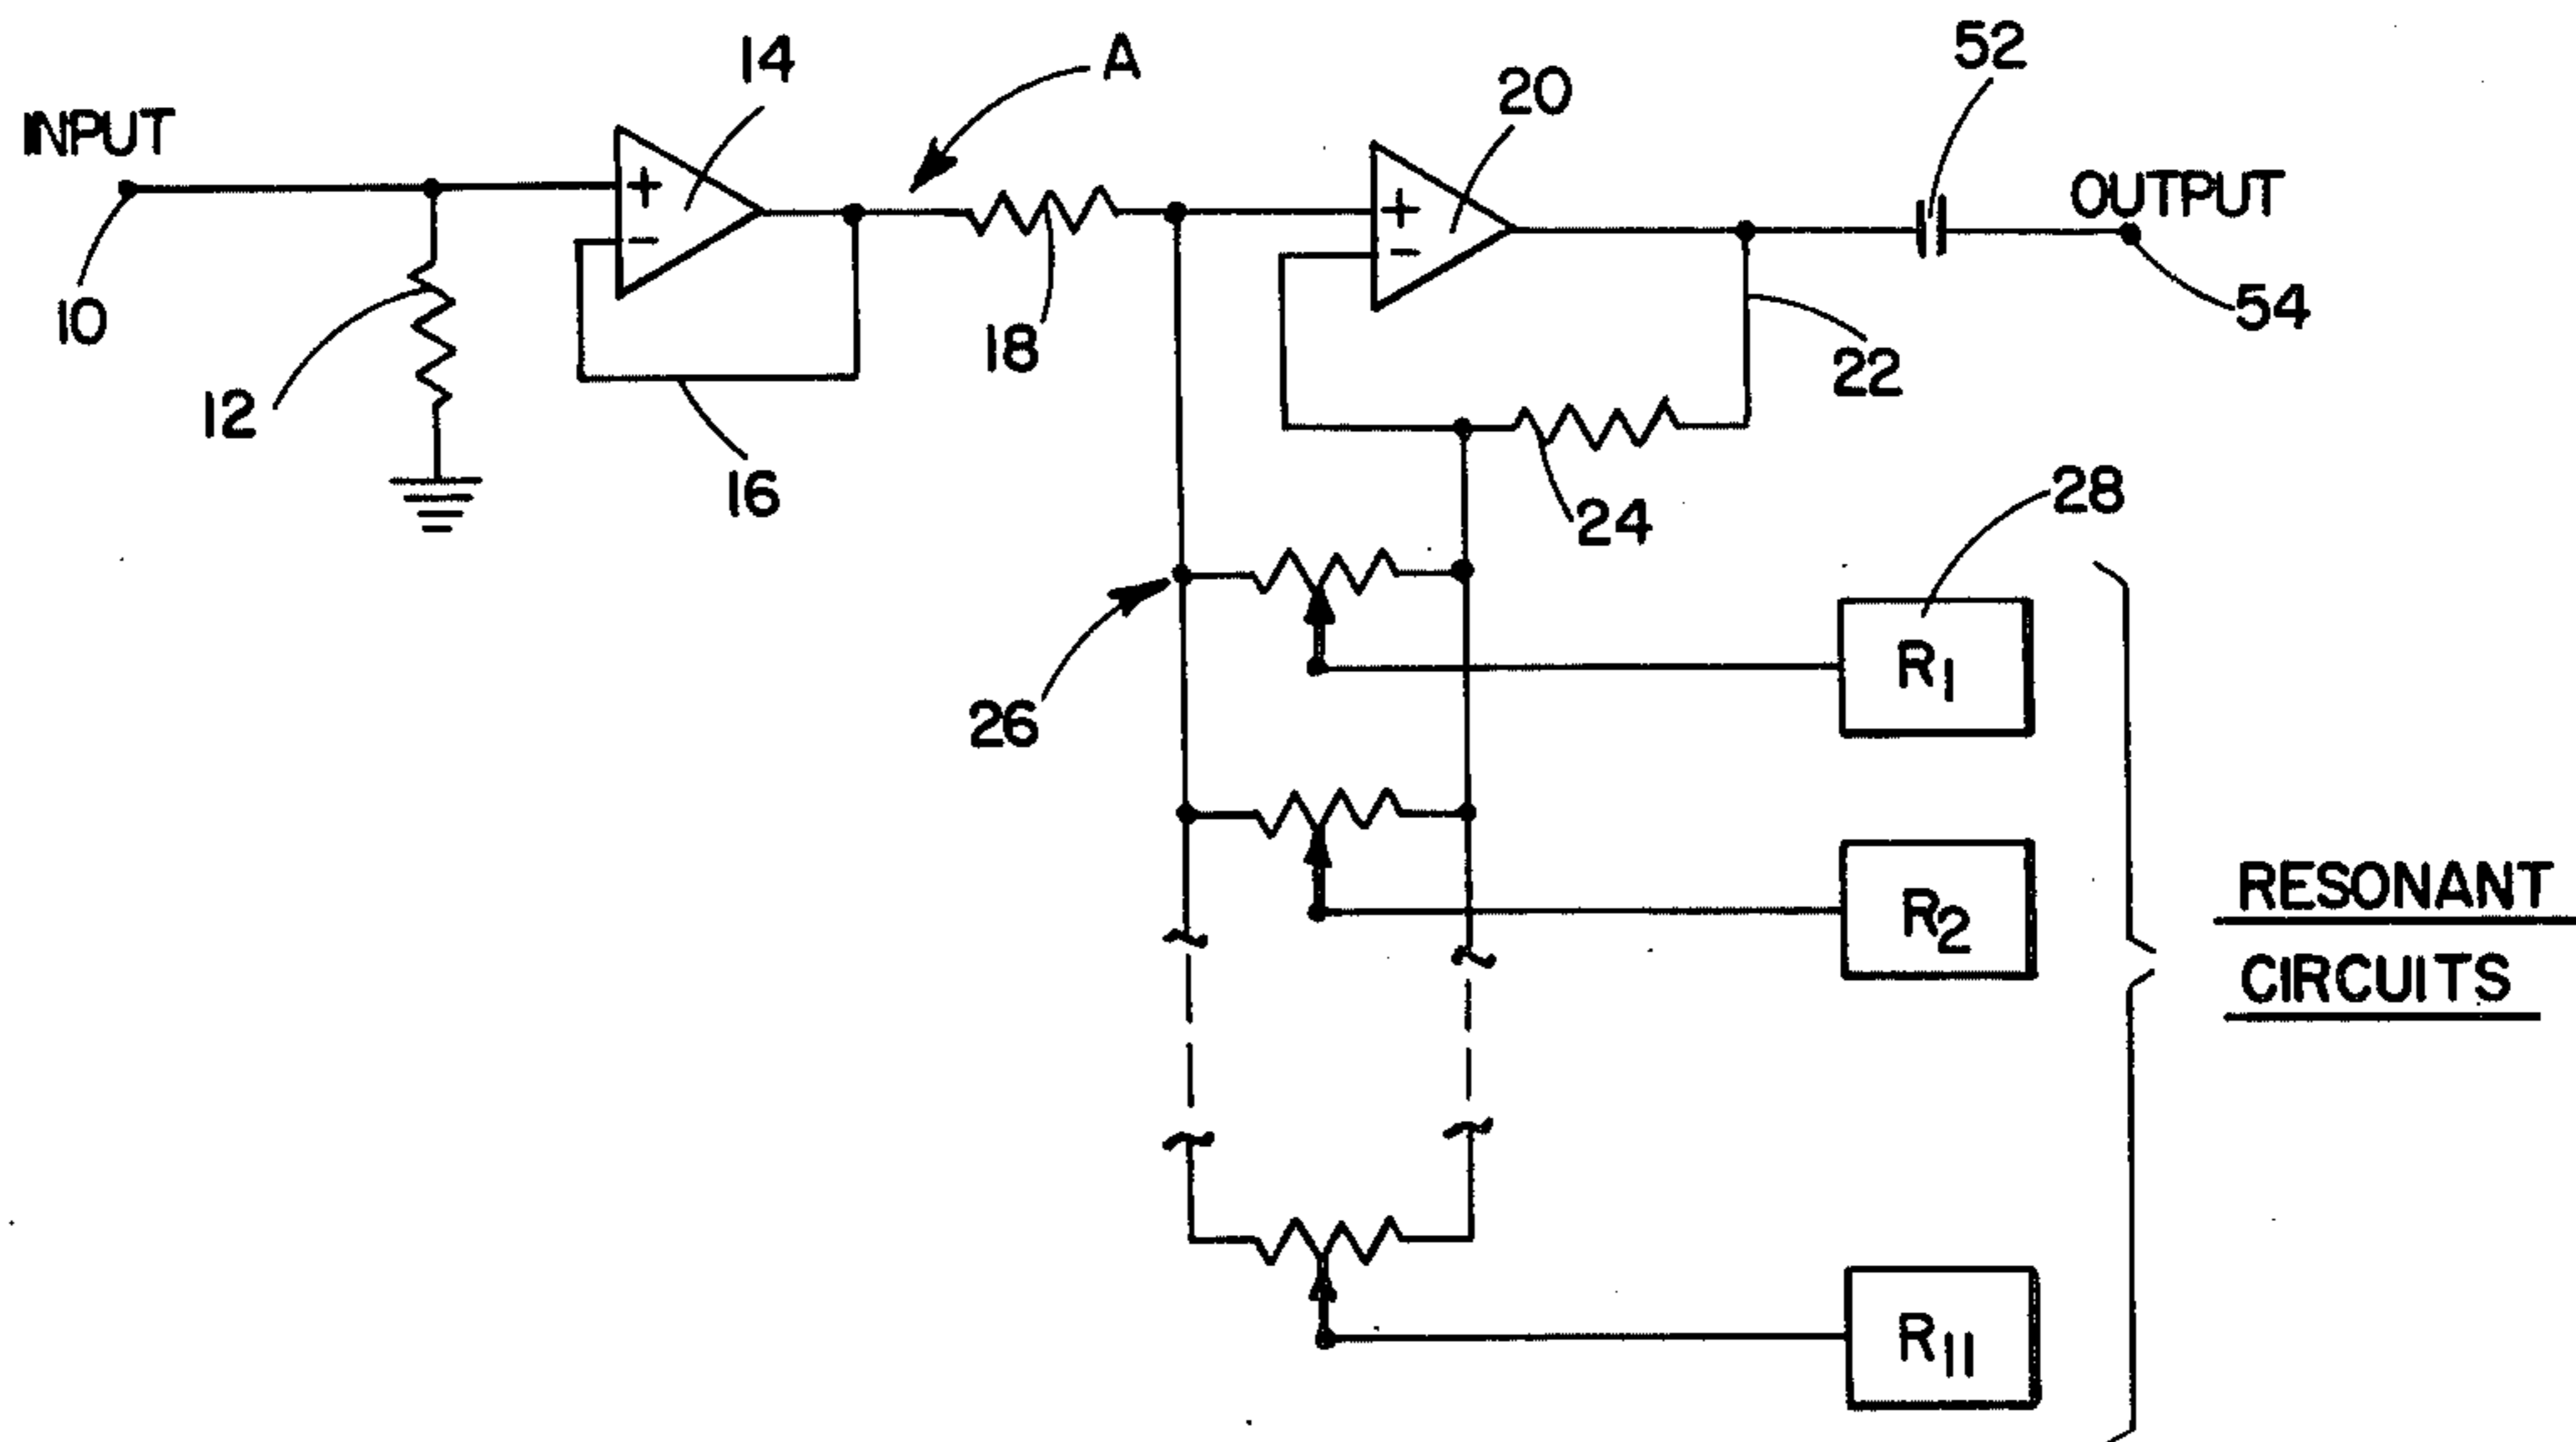 INPUT
14
A
20
52
OUTPUT
+
-
+
-
10
12
16
18
22
54
24
28
26
R1
R2
RESONANT
CIRCUITS
R11